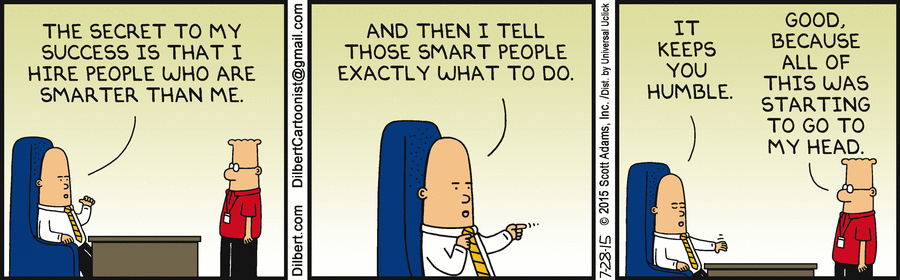 THE SECRET TO MY
SUCCESS IS THAT I
HIRE PEOPLE WHO ARE
SMARTER THAN ME.
Dilbert.com DilbertCartoonist@gmail.com
AND THEN I TELL
THOSE SMART PEOPLE
EXACTLY WHAT TO DO.
7-28-15 © 2015 Scott Adams, Inc. /Dist. by Universal Uclick
IT
KEEPS
YOU
HUMBLE.
GOOD,
BECAUSE
ALL OF
THIS WAS
STARTING
TO GO TO
MY HEAD.